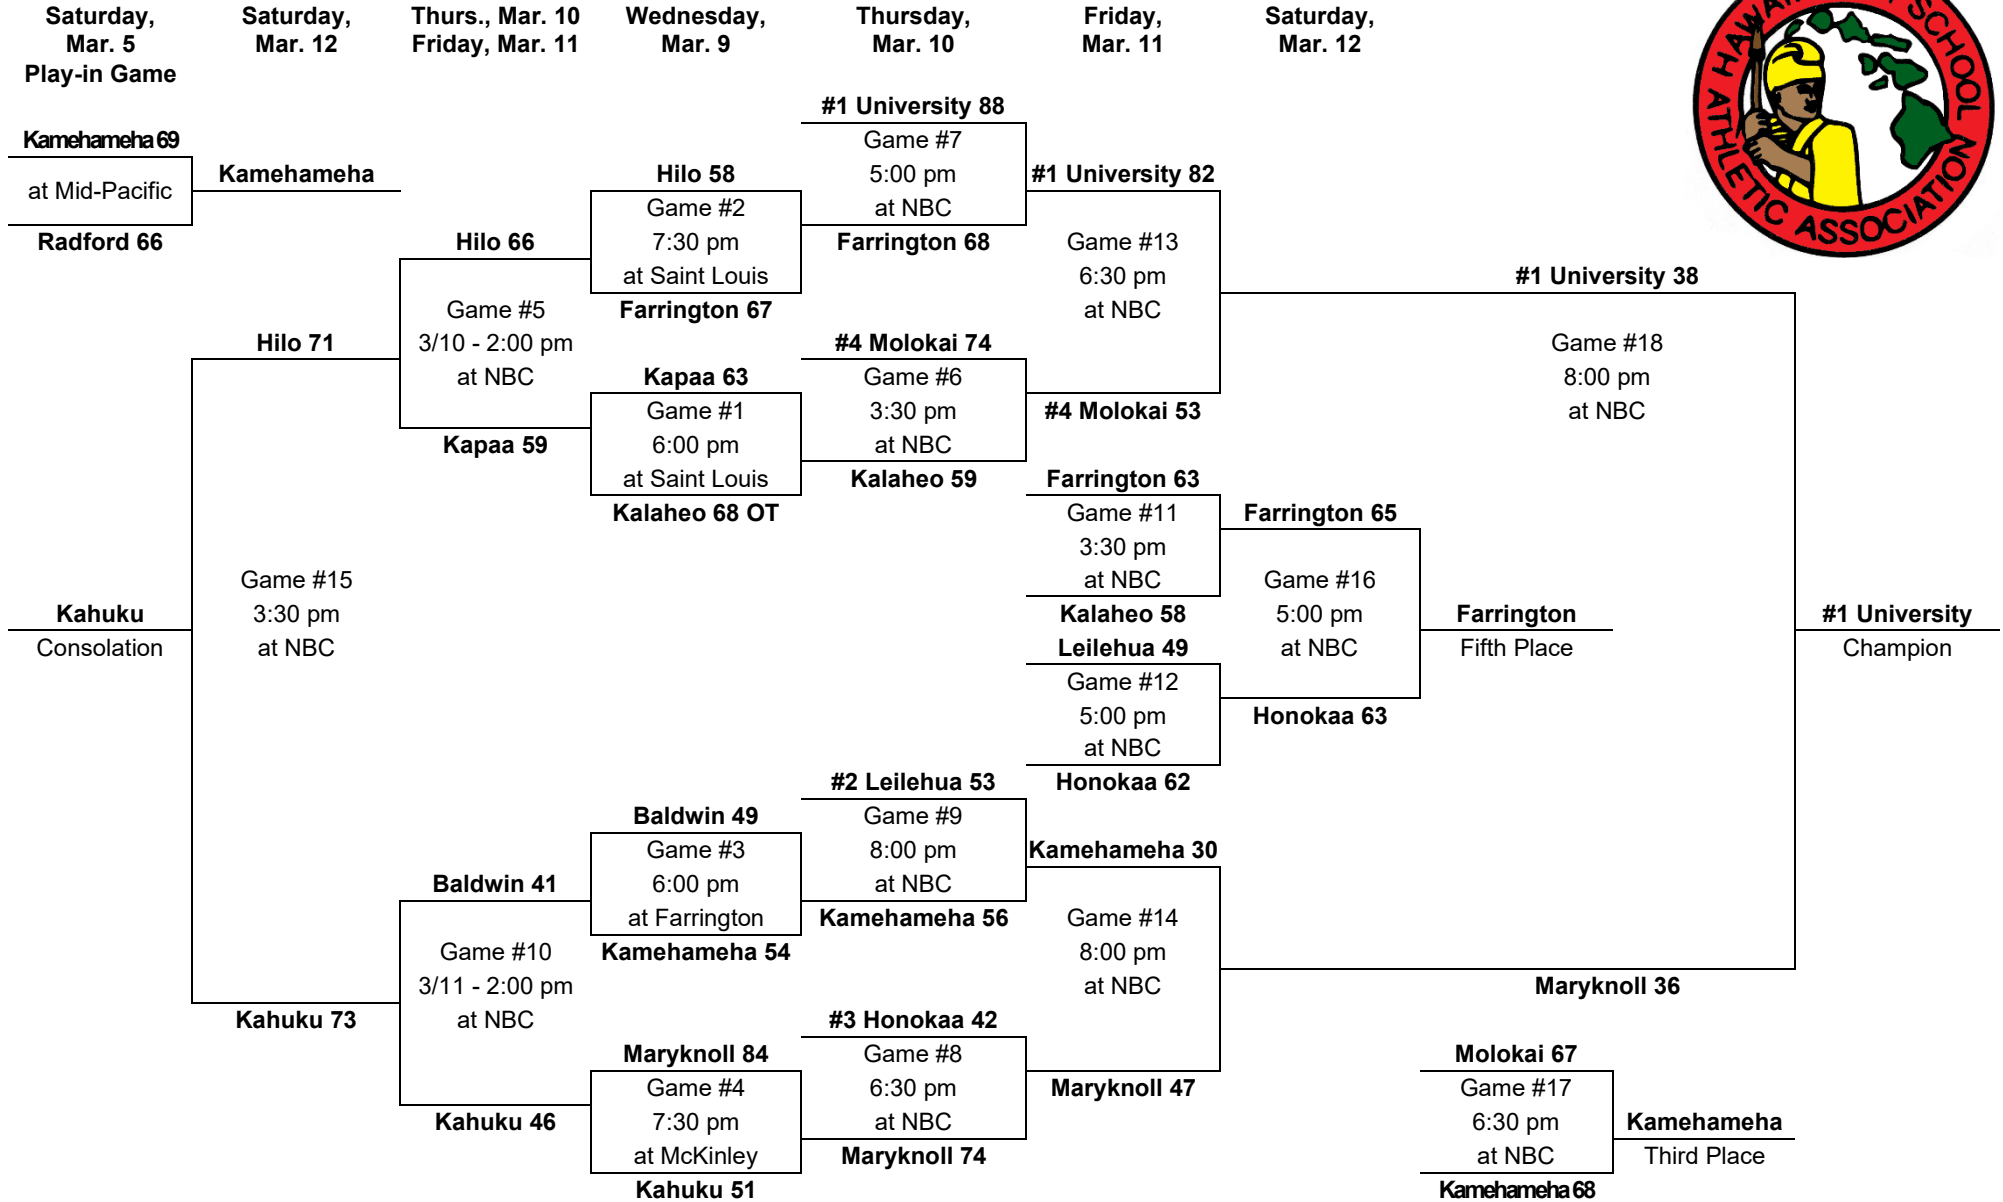 Saturday,
Mar. 5
Play-in Game
Saturday,
Mar. 12
Thurs., Mar. 10
Friday, Mar. 11
Wednesday,
Mar. 9
Thursday,
Mar. 10
Friday,
Mar. 11
Saturday,
Mar. 12
HAWAII HIGH SCHOOL
ATHLETIC ASSOCIATION
Kamehameha 69
at Mid-Pacific
Radford 66
Kamehameha
Hilo 71
Game #15
3:30 pm
at NBC
Kahuku 73
Kahuku
Consolation
Hilo 66
Game #5
3/10 - 2:00 pm
at NBC
Kapaa 59
Baldwin 41
Game #10
3/11 - 2:00 pm
at NBC
Kahuku 46
Hilo 58
Game #2
7:30 pm
at Saint Louis
Farrington 67
Kapaa 63
Game #1
6:00 pm
at Saint Louis
Kalaheo 68 OT
Baldwin 49
Game #3
6:00 pm
at Farrington
Kamehameha 54
Maryknoll 84
Game #4
7:30 pm
at McKinley
Kahuku 51
#1 University 88
Game #7
5:00 pm
at NBC
Farrington 68
#4 Molokai 74
Game #6
3:30 pm
at NBC
Kalaheo 59
#2 Leilehua 53
Game #9
8:00 pm
at NBC
Kamehameha 56
#3 Honokaa 42
Game #8
6:30 pm
at NBC
Maryknoll 74
#1 University 82
Game #13
6:30 pm
at NBC
#4 Molokai 53
Farrington 63
Game #11
3:30 pm
at NBC
Kalaheo 58
Leilehua 49
Game #12
5:00 pm
at NBC
Honokaa 62
Kamehameha 30
Game #14
8:00 pm
at NBC
Maryknoll 47
Farrington 65
Game #16
5:00 pm
at NBC
Honokaa 63
Farrington
Fifth Place
#1 University 38
Game #18
8:00 pm
at NBC
Maryknoll 36
#1 University
Champion
Molokai 67
Game #17
6:30 pm
at NBC
Kamehameha 68
Kamehameha
Third Place